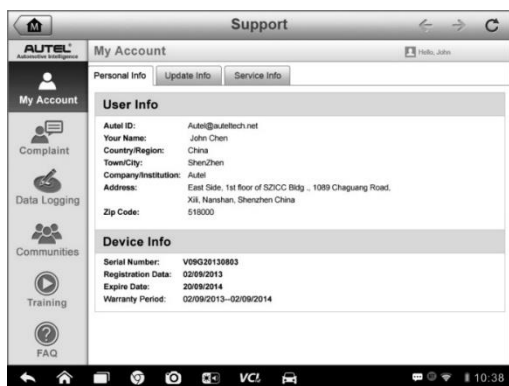 M
Support
AUTEL
Automotive Intelligence
My Account
Hello, John
Personal Info
Update Info
Service Info
My Account
Complaint
Data Logging
Communities
Training
FAQ
User Info
Autel ID: Autel@auteltech.net
Your Name: John Chen
Country/Region: China
Town/City: ShenZhen
Company/Institution: Autel
Address: East Side, 1st floor of SZICC Bldg ., 1089 Chaguang Road,
Xili, Nanshan, Shenzhen China
Zip Code: 518000
Device Info
Serial Number: V09G20130803
Registration Data: 02/09/2013
Expire Date: 20/09/2014
Warranty Period: 02/09/2013--02/09/2014
VCI
10:38